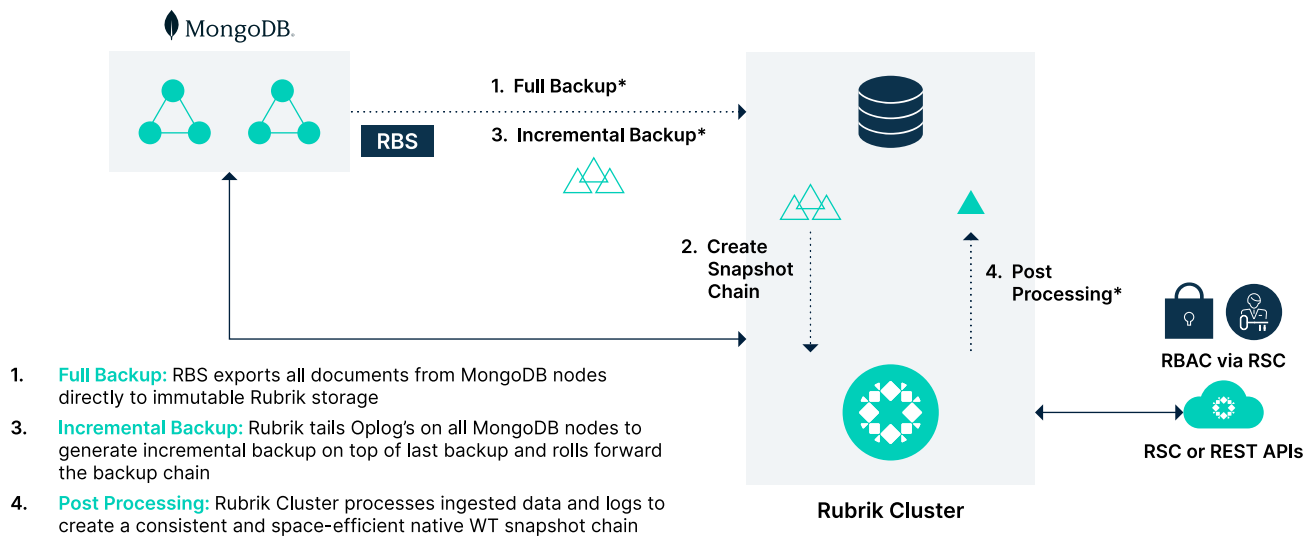 MongoDB.
1. Full Backup*
RBS
3. Incremental Backup*
2. Create
Snapshot
Chain
4. Post
Processing*
RBAC via RSC
RSC or REST APIs
Rubrik Cluster
1. Full Backup: RBS exports all documents from MongoDB nodes
directly to immutable Rubrik storage
3. Incremental Backup: Rubrik tails Oplog's on all MongoDB nodes to
generate incremental backup on top of last backup and rolls forward
the backup chain
4. Post Processing: Rubrik Cluster processes ingested data and logs to
create a consistent and space-efficient native WT snapshot chain